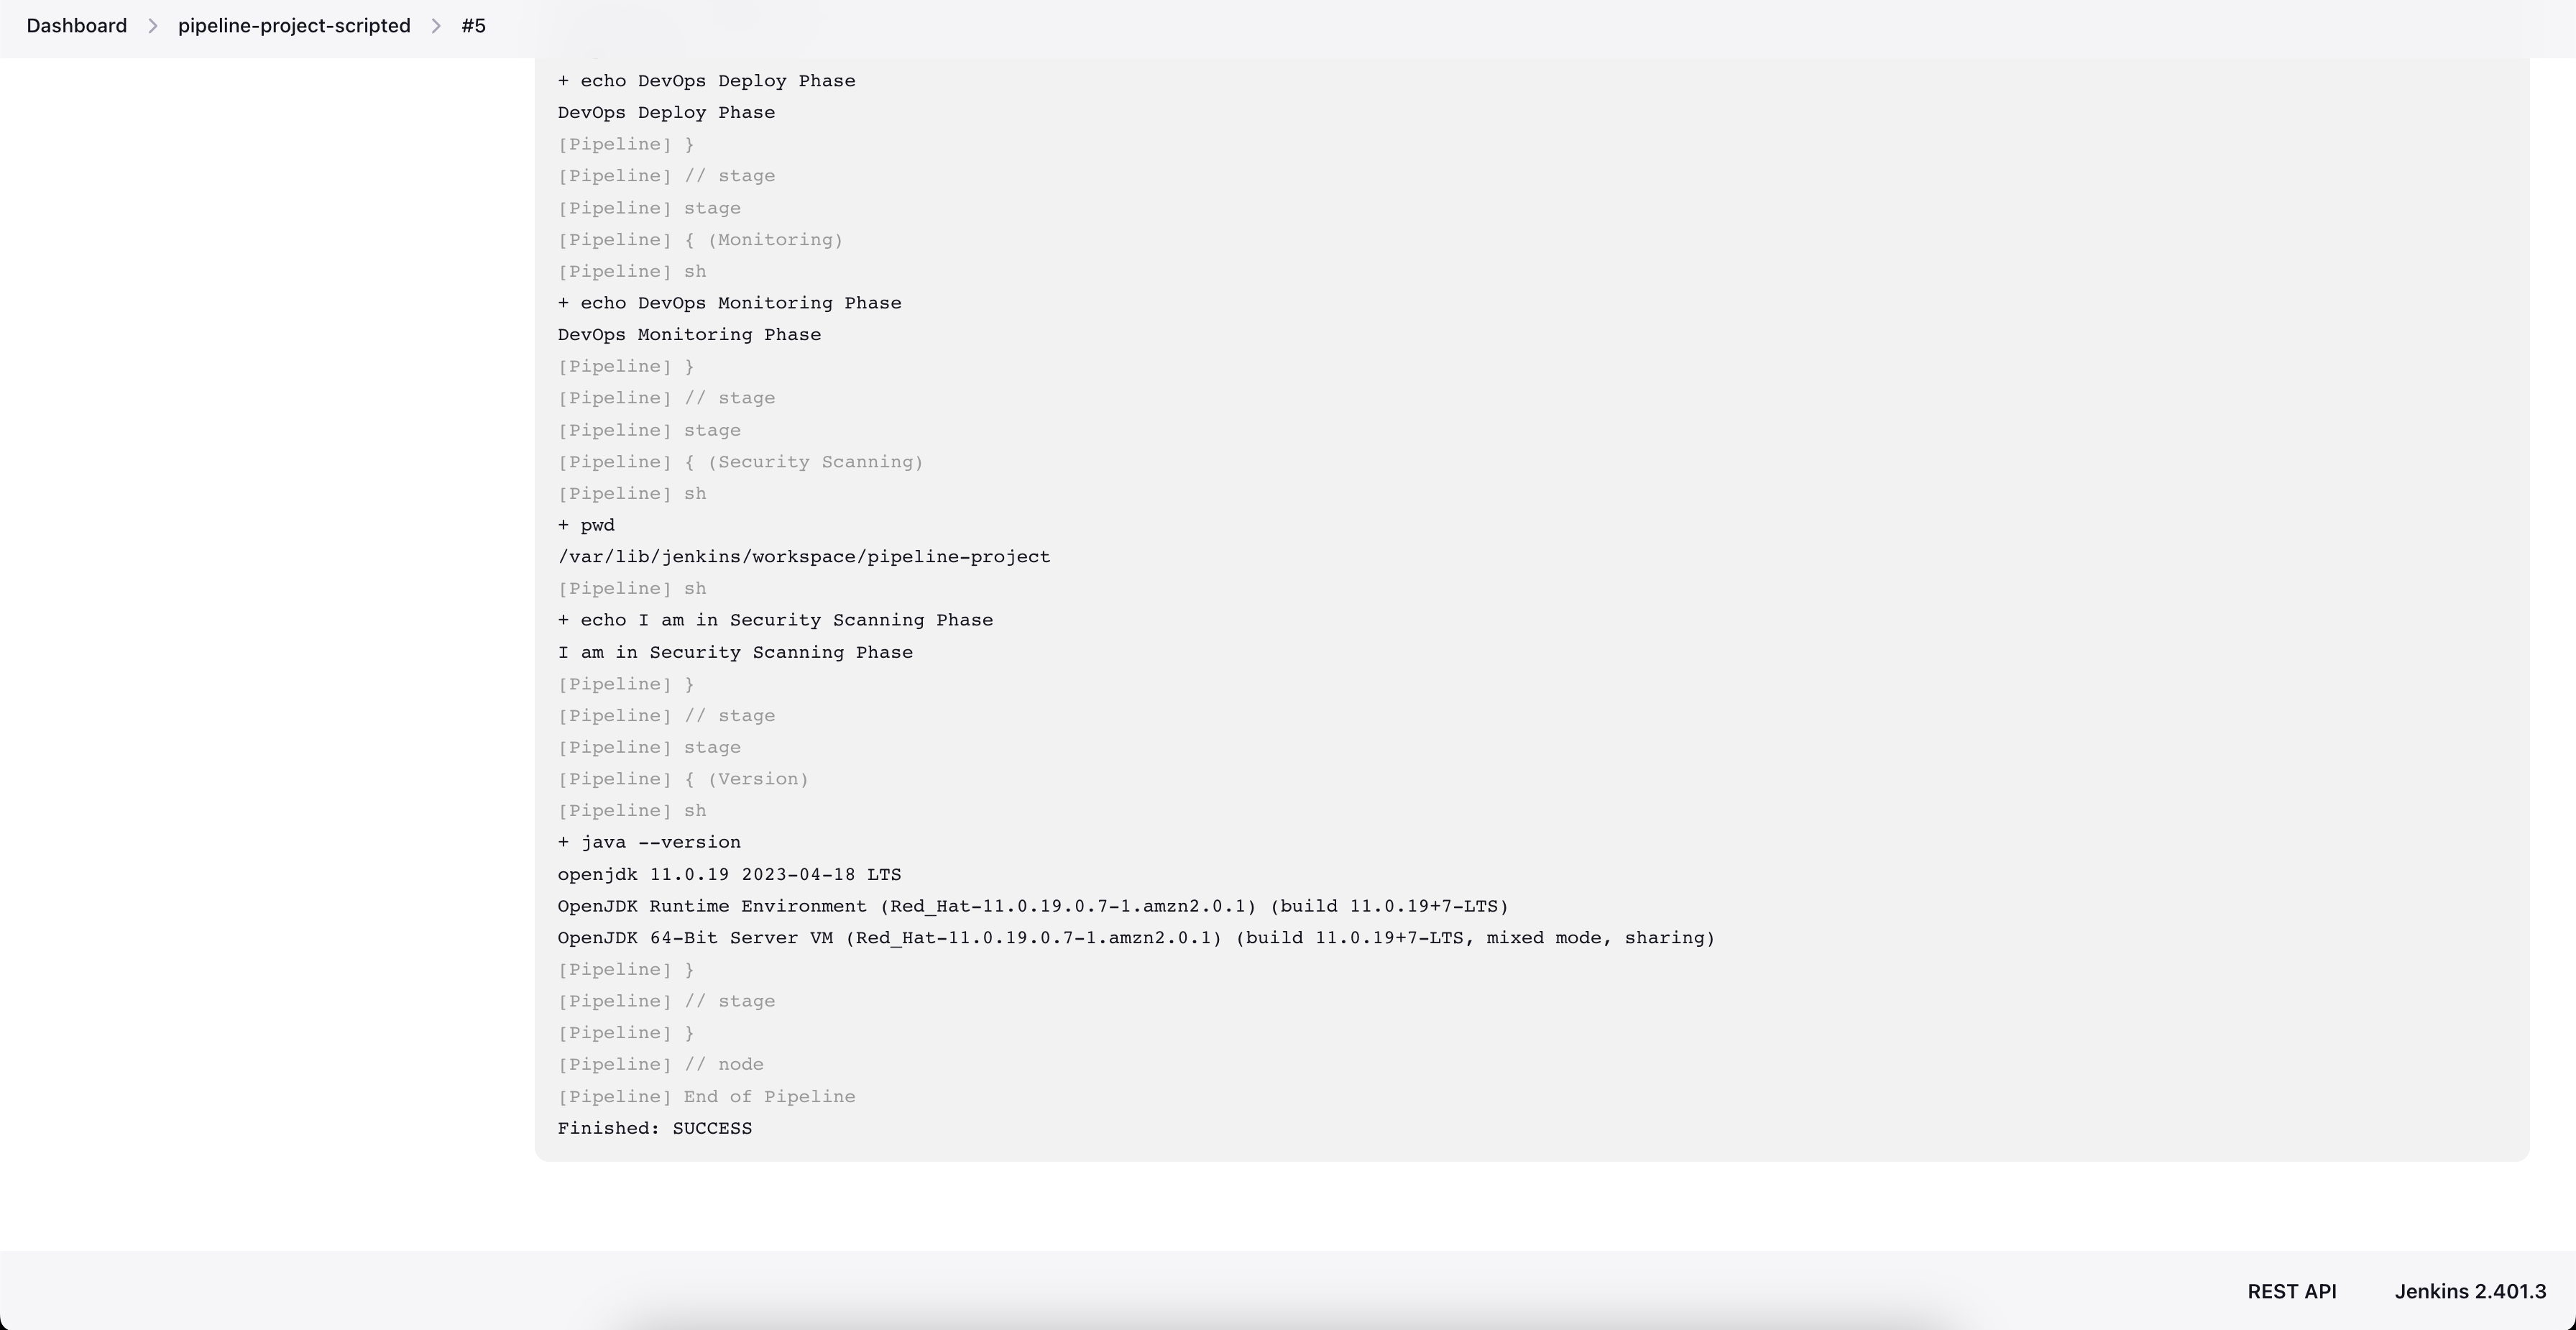 Dashboard > pipeline-project-scripted > #5
+ echo DevOps Deploy Phase
DevOps Deploy Phase
[Pipeline] }
[Pipeline] // stage
[Pipeline] stage
[Pipeline] { (Monitoring)
[Pipeline] sh
+ echo DevOps Monitoring Phase
DevOps Monitoring Phase
[Pipeline] }
[Pipeline] // stage
[Pipeline] stage
[Pipeline] { (Security Scanning)
[Pipeline] sh
+ pwd
/var/lib/jenkins/workspace/pipeline-project
[Pipeline] sh
+ echo I am in Security Scanning Phase
I am in Security Scanning Phase
[Pipeline] }
[Pipeline] // stage
[Pipeline] stage
[Pipeline] { (Version)
[Pipeline] sh
+ java --version
openjdk 11.0.19 2023-04-18 LTS
OpenJDK Runtime Environment (Red_Hat-11.0.19.0.7-1.amzn2.0.1) (build 11.0.19+7-LTS)
OpenJDK 64-Bit Server VM (Red_Hat-11.0.19.0.7-1.amzn2.0.1) (build 11.0.19+7-LTS, mixed mode, sharing)
[Pipeline] }
[Pipeline] // stage
[Pipeline] }
[Pipeline] // node
[Pipeline] End of Pipeline
Finished: SUCCESS
REST API Jenkins 2.401.3